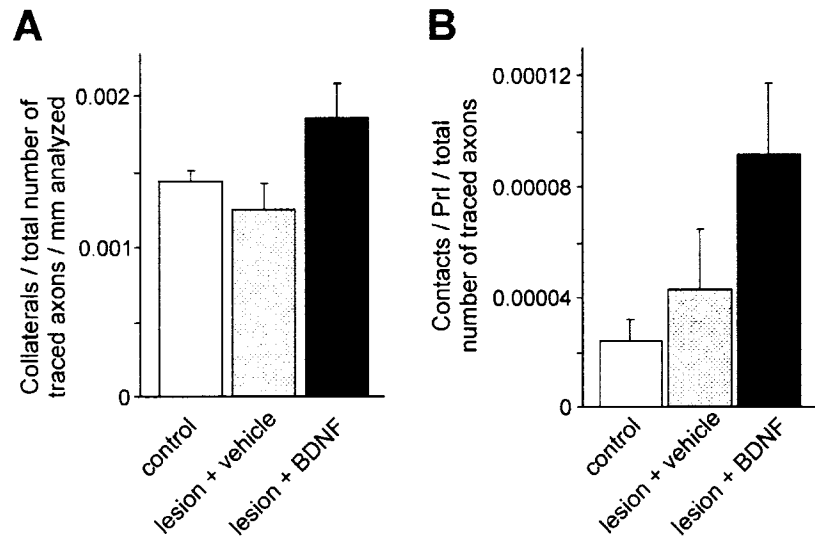 A
Collaterals / total number of
traced axons / mm analyzed
0.002
0.001
0
control
lesion + vehicle
lesion + BDNF
B
Contacts / PrI / total
number of traced axons
0.00012
0.00008
0.00004
0
control
lesion + vehicle
lesion + BDNF